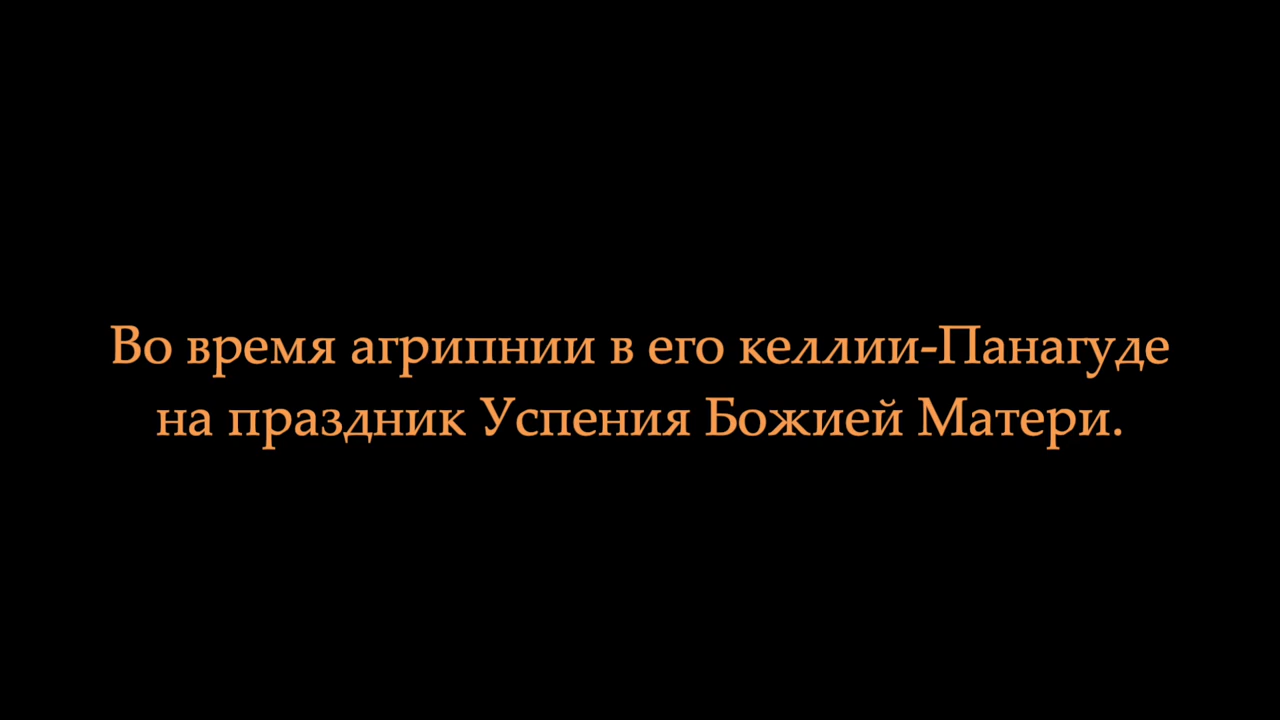 Во время агрипнии в его келлии-Панагуде
на праздник Успения Божией Матери.